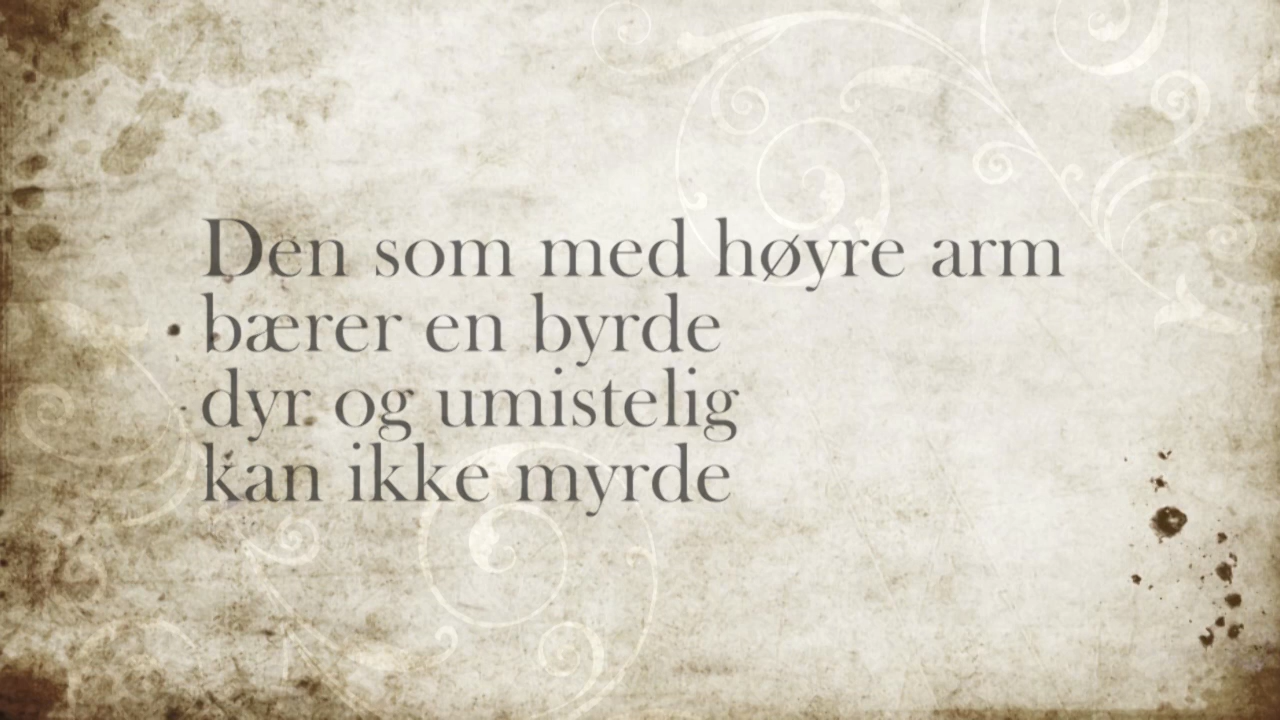 Den som med høyre arm
bærer en byrde
dyr og umistelig
kan ikke myrde